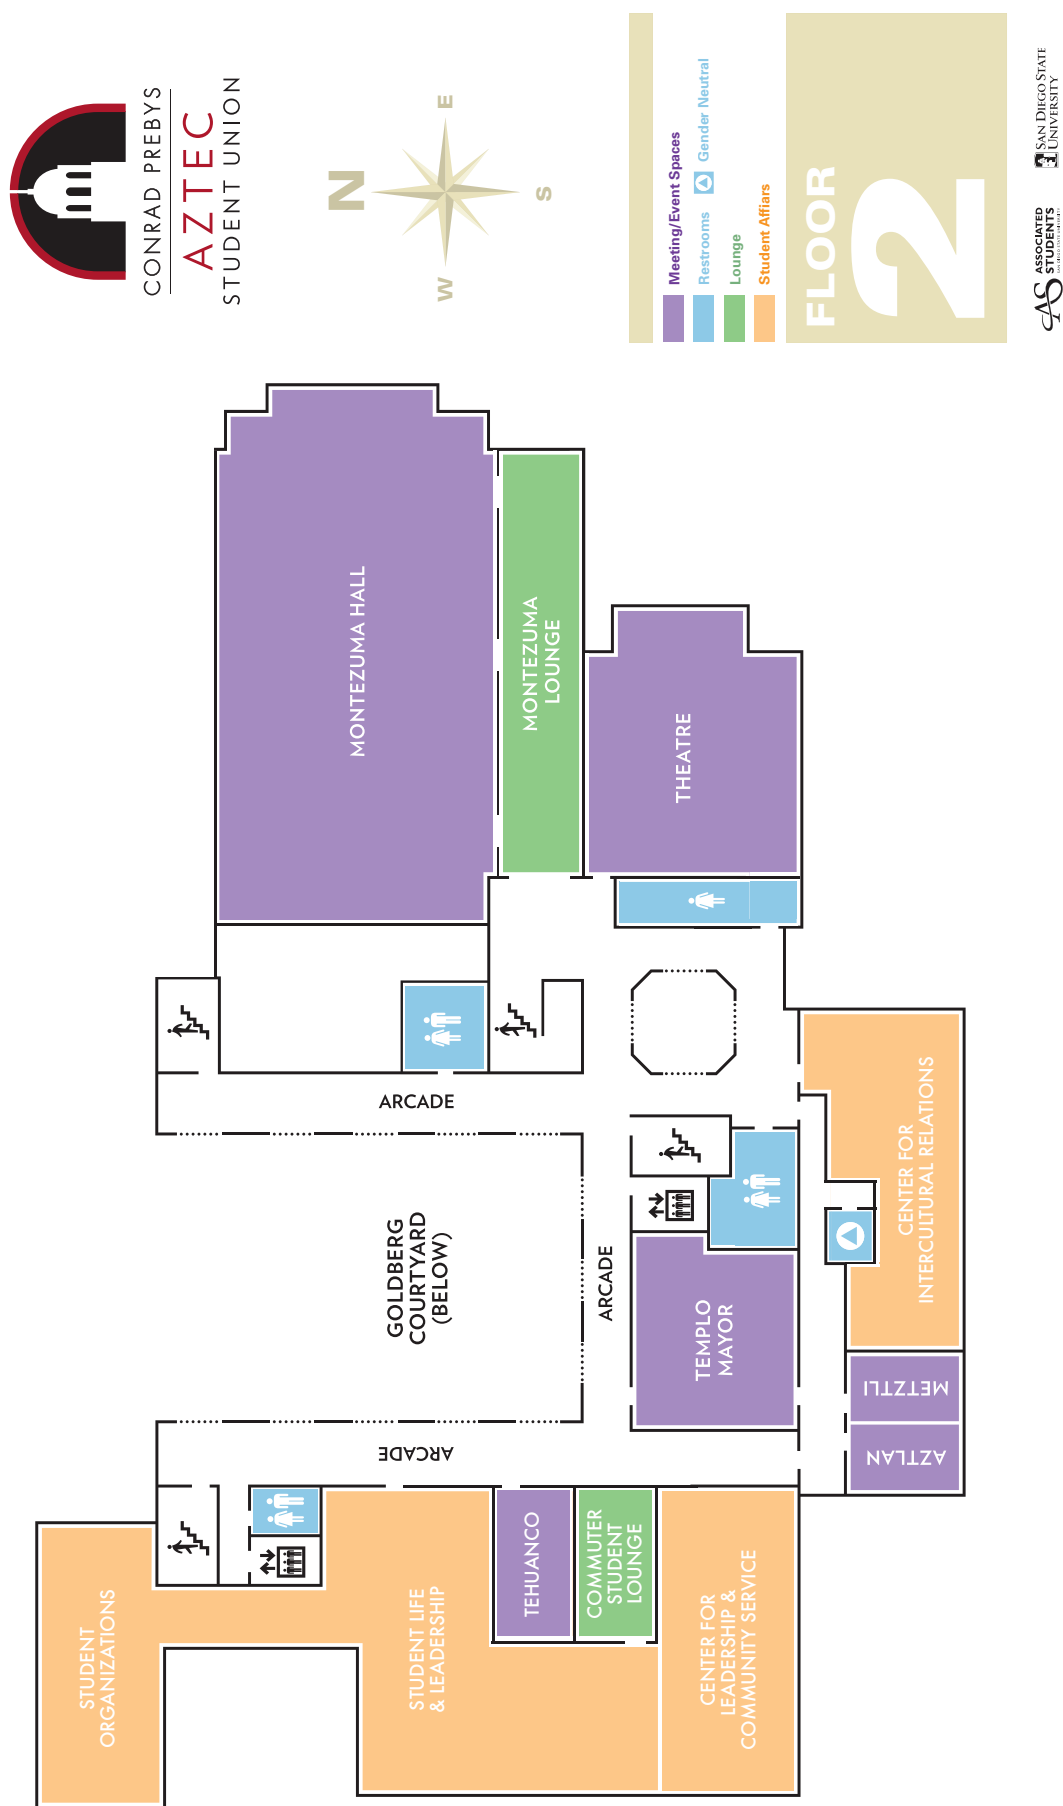 CONRAD PREBYS
AZTEC
STUDENT UNION
N
E
S
W
Meeting/Event Spaces
Restrooms
Gender Neutral
Lounge
Student Affiars
FLOOR
2
AS
ASSOCIATED
STUDENTS
SAN DIEGO STATE
UNIVERSITY
MONTEZUMA HALL
MONTEZUMA
LOUNGE
THEATRE
ARCADE
GOLDBERG
COURTYARD
(BELOW)
ARCADE
ARCADE
TEMPLO
MAYOR
CENTER FOR
INTERCULTURAL RELATIONS
METZTLI
AZTLAN
STUDENT
ORGANIZATIONS
STUDENT LIFE
& LEADERSHIP
TEHUANCO
COMMUTER
STUDENT
LOUNGE
CENTER FOR
LEADERSHIP &
COMMUNITY SERVICE